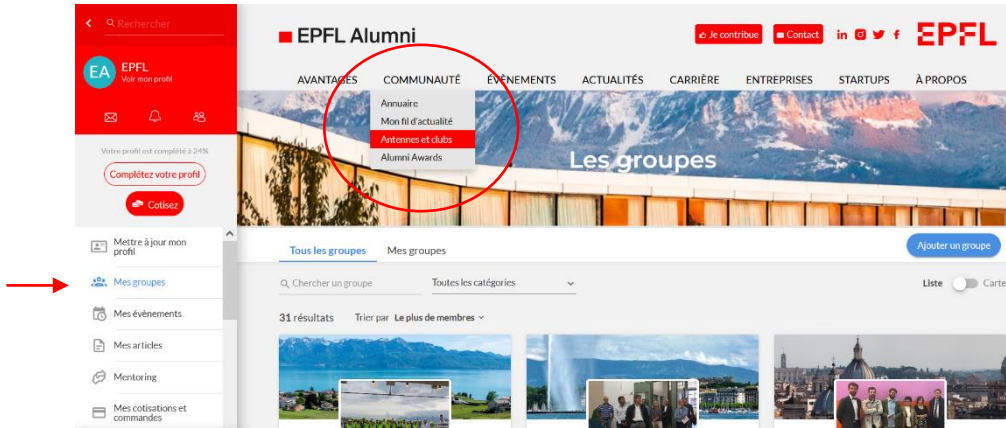 Rechercher
EA
EPFL
Voir mon profil
Votre profil est complété à 24%
Complétez votre profil
Cotisez
Mettre à jour mon
profil
Mes groupes
Mes évènements
Mes articles
Mentoring
Mes cotisations et
commandes
EPFL Alumni
Je contribue
Contact
in
f
EPFL
AVANTAGES
COMMUNAUTÉ
ÉVÈNEMENTS
ACTUALITÉS
CARRIÈRE
ENTREPRISES
STARTUPS
À PROPOS
Annuaire
Mon fil d'actualité
Antennes et clubs
Alumni Awards
Les groupes
Tous les groupes
Mes groupes
Ajouter un groupe
Chercher un groupe
Toutes les catégories
Liste
Carte
31 résultats
Trier par Le plus de membres